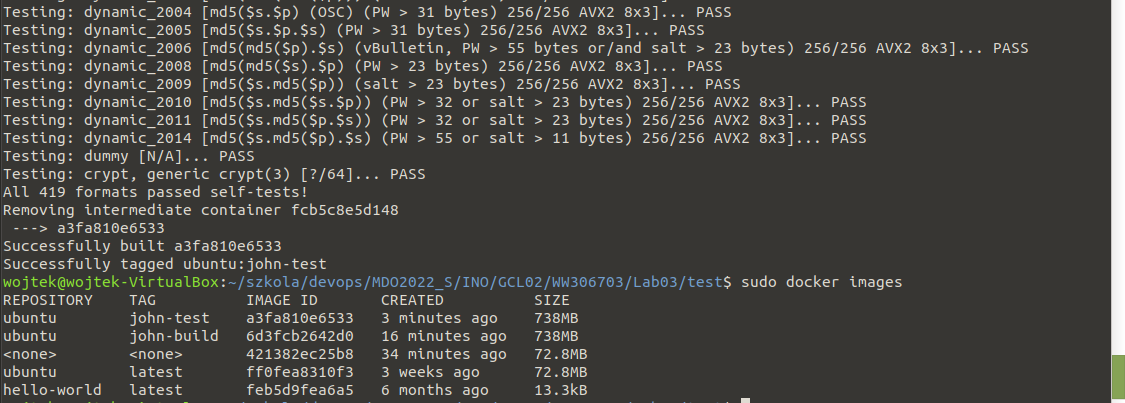 Testing: dynamic_2004 [md5($s.$p) (OSC) (PW > 31 bytes) 256/256 AVX2 8x3]... PASS
Testing: dynamic_2005 [md5($s.$p.$s) (PW > 31 bytes) 256/256 AVX2 8x3]... PASS
Testing: dynamic_2006 [md5(md5($p).$s) (vBulletin, PW > 55 bytes or/and salt > 23 bytes) 256/256 AVX2 8x3]... PASS
Testing: dynamic_2008 [md5(md5($s).$p) (PW > 23 bytes) 256/256 AVX2 8x3]... PASS
Testing: dynamic_2009 [md5($s.md5($p)) (salt > 23 bytes) 256/256 AVX2 8x3]... PASS
Testing: dynamic_2010 [md5($s.md5($s.$p)) (PW > 32 or salt > 23 bytes) 256/256 AVX2 8x3]... PASS
Testing: dynamic_2011 [md5($s.md5($p.$s)) (PW > 32 or salt > 23 bytes) 256/256 AVX2 8x3]... PASS
Testing: dynamic_2014 [md5($s.md5($p).$s) (PW > 55 or salt > 11 bytes) 256/256 AVX2 8x3]... PASS
Testing: dummy [N/A]... PASS
Testing: crypt, generic crypt(3) [?/64]... PASS
All 419 formats passed self-tests!
Removing intermediate container fcb5c8e5d148
 ---> a3fa810e6533
Successfully built a3fa810e6533
Successfully tagged ubuntu:john-test
wojtek@wojtek-VirtualBox:~/szkola/devops/MDO2022_S/INO/GCL02/WW306703/Lab03/test$ sudo docker images
REPOSITORY    TAG          IMAGE ID       CREATED          SIZE
ubuntu        john-test    a3fa810e6533   3 minutes ago    738MB
ubuntu        john-build   6d3fcb2642d0   16 minutes ago   738MB
<none>        <none>       421382ec25b8   34 minutes ago   72.8MB
ubuntu        latest       ff0fea8310f3   3 weeks ago      72.8MB
hello-world   latest       feb5d9fea6a5   6 months ago     13.3kB